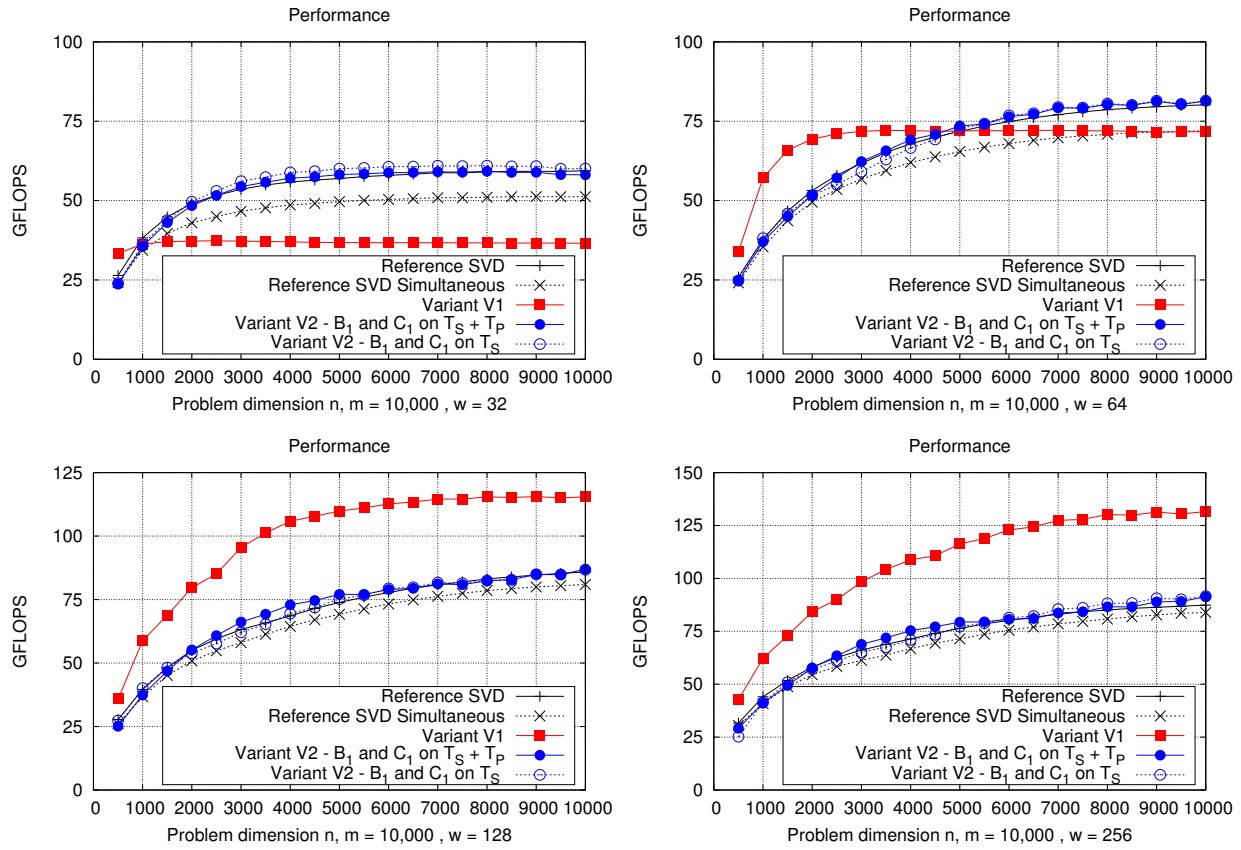 Performance
100
75
50
25
0
GFLOPS
Reference SVD
Reference SVD Simultaneous
Variant V1
Variant V2 - B1 and C1 on TS + TP
Variant V2 - B1 and C1 on TS
0 1000 2000 3000 4000 5000 6000 7000 8000 9000 10000
Problem dimension n, m = 10,000 , w = 32
Performance
100
75
50
25
0
GFLOPS
Reference SVD
Reference SVD Simultaneous
Variant V1
Variant V2 - B1 and C1 on TS + TP
Variant V2 - B1 and C1 on TS
0 1000 2000 3000 4000 5000 6000 7000 8000 9000 10000
Problem dimension n, m = 10,000 , w = 64
Performance
125
100
75
50
25
0
GFLOPS
Reference SVD
Reference SVD Simultaneous
Variant V1
Variant V2 - B1 and C1 on TS + TP
Variant V2 - B1 and C1 on TS
0 1000 2000 3000 4000 5000 6000 7000 8000 9000 10000
Problem dimension n, m = 10,000 , w = 128
Performance
150
125
100
75
50
25
0
GFLOPS
Reference SVD
Reference SVD Simultaneous
Variant V1
Variant V2 - B1 and C1 on TS + TP
Variant V2 - B1 and C1 on TS
0 1000 2000 3000 4000 5000 6000 7000 8000 9000 10000
Problem dimension n, m = 10,000 , w = 256